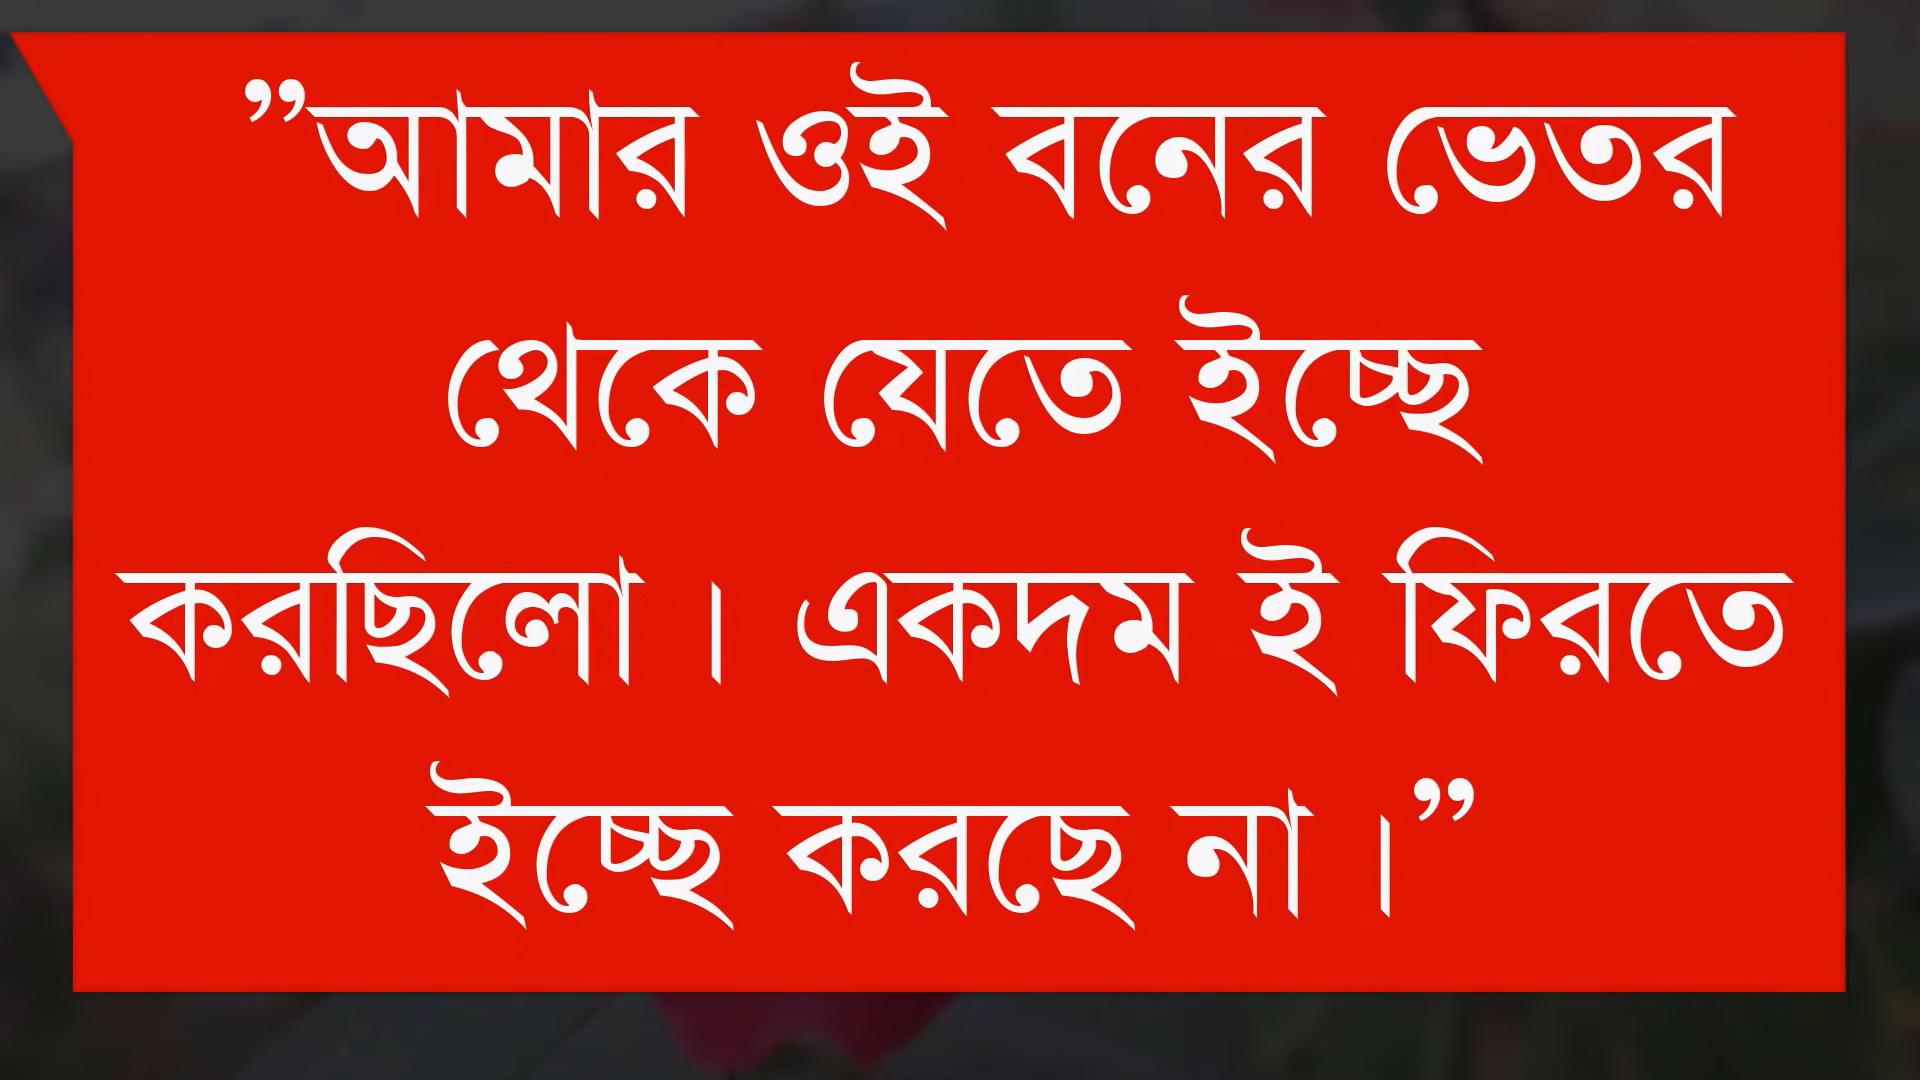 ”আমার ওই বনের ভেতর
থেকে যেতে ইচ্ছে
করছিলো। একদম ই ফিরতে
ইচ্ছে করছে না।”